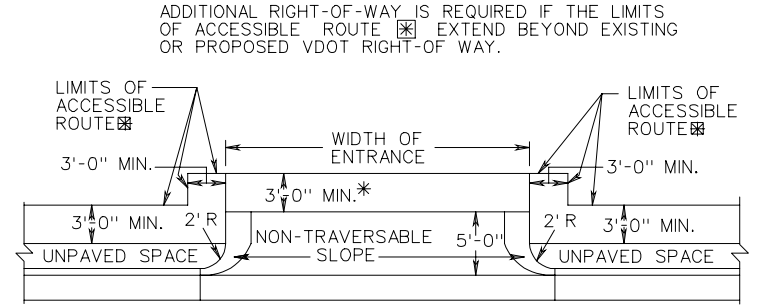 ADDITIONAL RIGHT-OF-WAY IS REQUIRED IF THE LIMITS
OF ACCESSIBLE ROUTE * EXTEND BEYOND EXISTING
OR PROPOSED VDOT RIGHT-OF WAY.
LIMITS OF
ACCESSIBLE
ROUTE*
LIMITS OF
ACCESSIBLE
ROUTE*
WIDTH OF
ENTRANCE
3'-0" MIN.
3'-0" MIN.
3'-0" MIN.*
3'-0" MIN.
2' R
NON-TRAVERSABLE
SLOPE
5'-0"
2' R
3'-0" MIN.
UNPAVED SPACE
UNPAVED SPACE